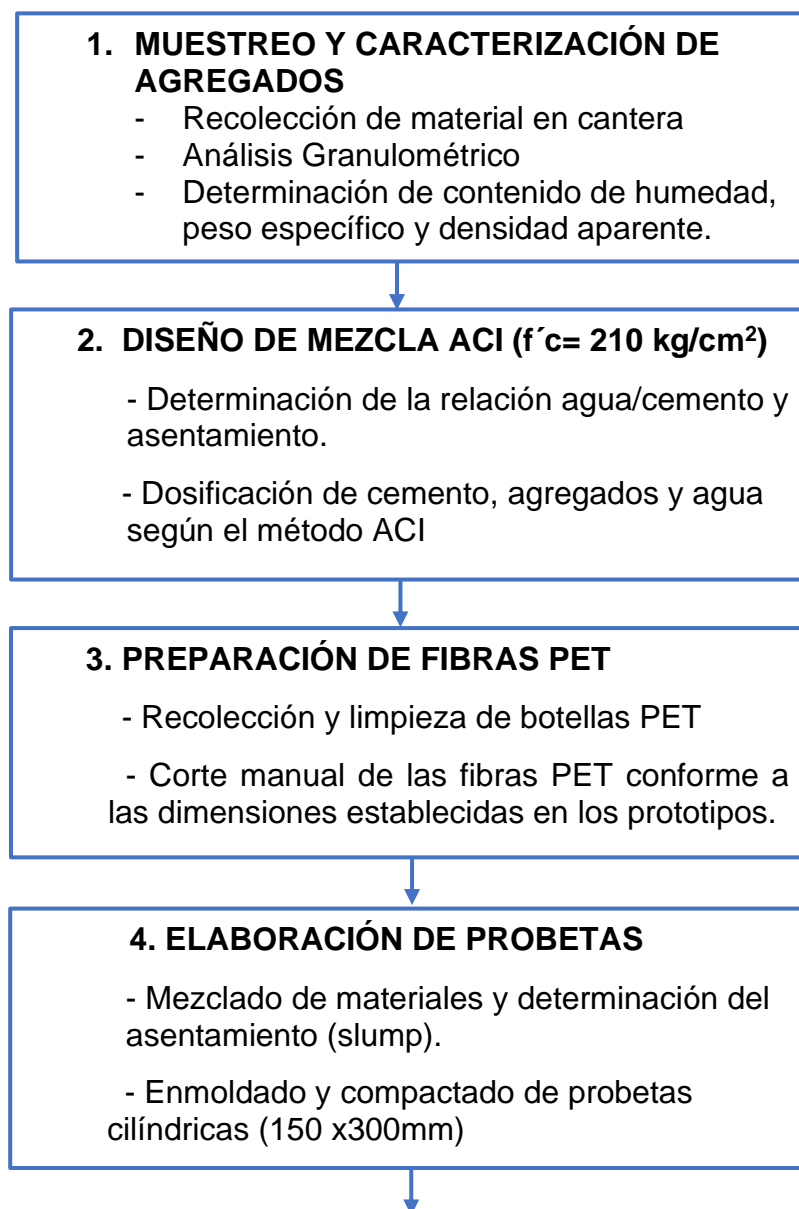 1. MUESTREO Y CARACTERIZACIÓN DE
AGREGADOS
- Recolección de material en cantera
- Análisis Granulométrico
- Determinación de contenido de humedad,
peso específico y densidad aparente.
2. DISEÑO DE MEZCLA ACI (f´c= 210 kg/cm²)
- Determinación de la relación agua/cemento y
asentamiento.
- Dosificación de cemento, agregados y agua
según el método ACI
3. PREPARACIÓN DE FIBRAS PET
- Recolección y limpieza de botellas PET
- Corte manual de las fibras PET conforme a
las dimensiones establecidas en los prototipos.
4. ELABORACIÓN DE PROBETAS
- Mezclado de materiales y determinación del
asentamiento (slump).
- Enmoldado y compactado de probetas
cilíndricas (150 x300mm)